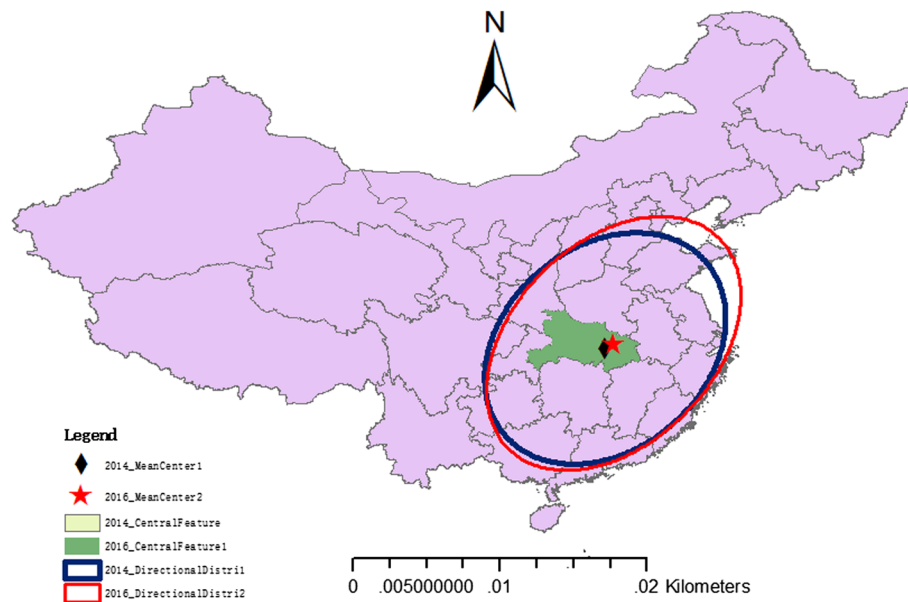 N
Legend
2014_MeanCenter1
2016_MeanCenter2
2014_CentralFeature
2016_CentralFeature1
2014_DirectionalDistri1
2016_DirectionalDistri2
0 .005000000 .01 .02 Kilometers